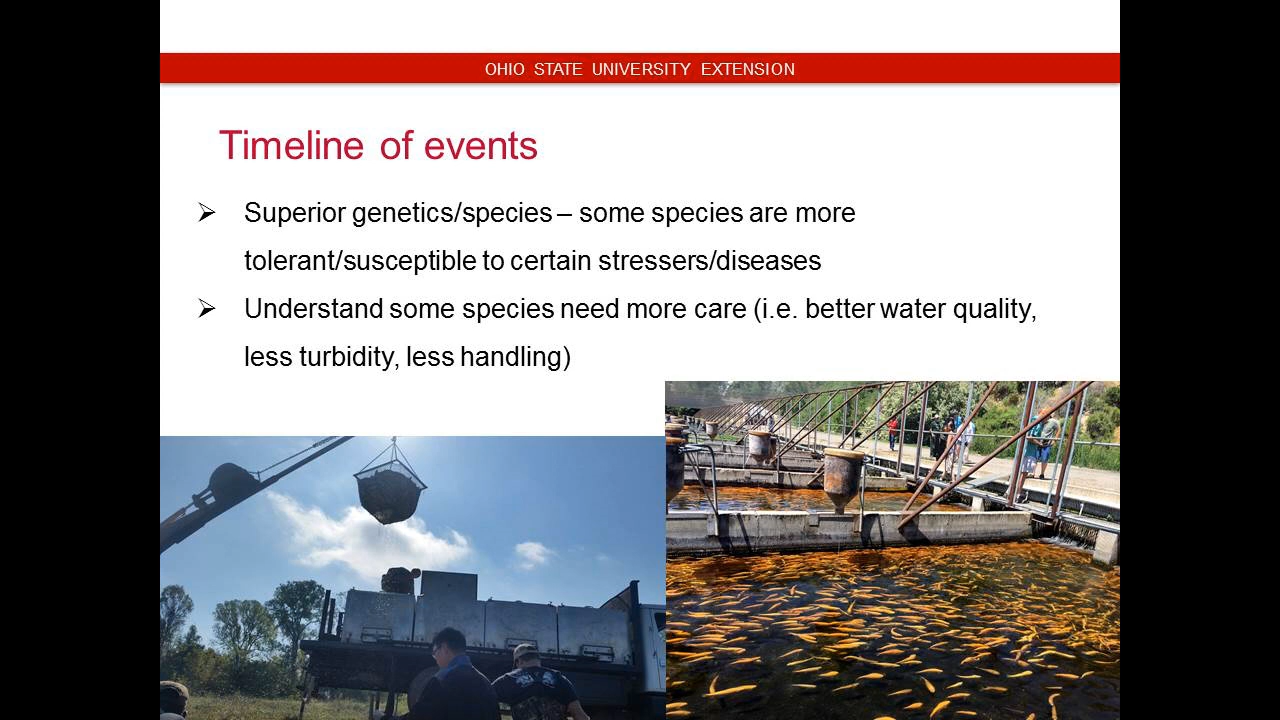 OHIO STATE UNIVERSITY EXTENSION
Timeline of events
➢ Superior genetics/species – some species are more
tolerant/susceptible to certain stressers/diseases
➢ Understand some species need more care (i.e. better water quality,
less turbidity, less handling)